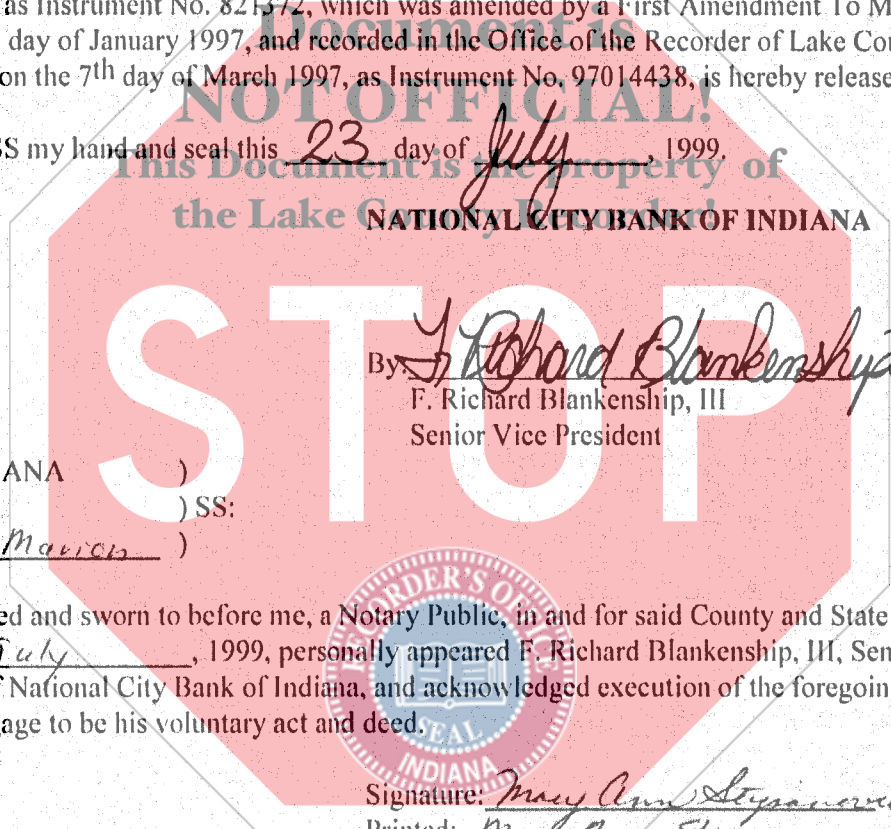 as Instrument No. 821372, which was amended by a First Amendment To M
Document is
day of January 1997, and recorded in the Office of the Recorder of Lake Cou
on the 7th day of March 1997, as Instrument No. 97014438, is hereby release
NOT OFFICIAL!
SS my hand and seal this 23 day of July, 1999.
This Document is the property of
the Lake County Recorder!
NATIONAL CITY BANK OF INDIANA
STOP
By: F Richard Blankenship
F. Richard Blankenship, III
Senior Vice President
ANA )
) SS:
Marion )
RECORDER'S OFFICE
ed and sworn to before me, a Notary Public, in and for said County and State
July, 1999, personally appeared F. Richard Blankenship, III, Sen
f National City Bank of Indiana, and acknowledged execution of the foregoin
age to be his voluntary act and deed.
SEAL
INDIANA
Signature: Mary Ann
Printed: